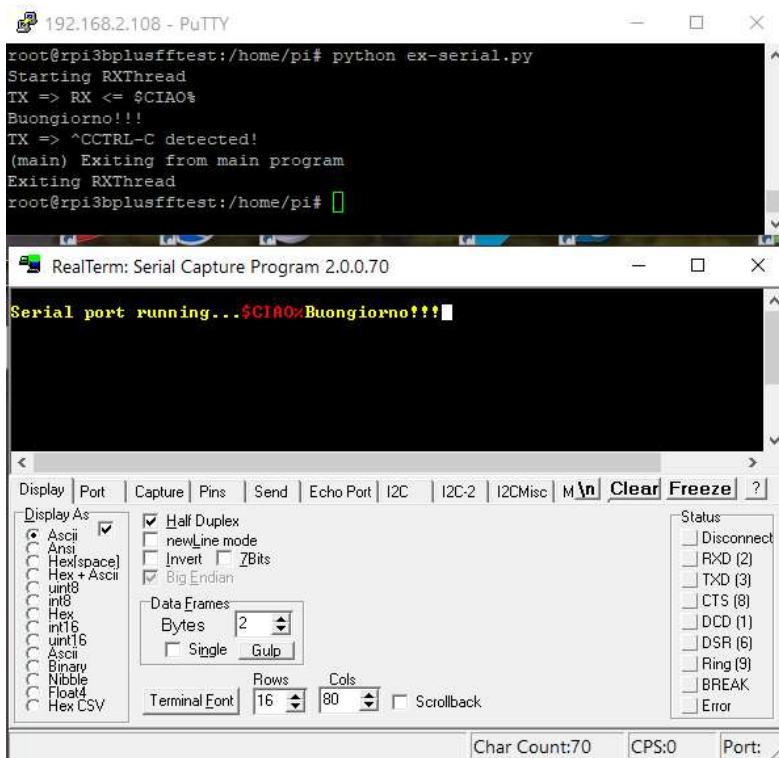 192.168.2.108 - PuTTY
root@rpi3bplusfftest:/home/pi# python ex-serial.py
Starting RXThread
TX => RX <= $CIAO%
Buongiorno!!!
TX => ^CCTRL-C detected!
(main) Exiting from main program
Exiting RXThread
root@rpi3bplusfftest:/home/pi#
RealTerm: Serial Capture Program 2.0.0.70
Serial port running...$CIAO%Buongiorno!!!
Display Port Capture Pins Send Echo Port I2C I2C-2 I2CMisc M \n Clear Freeze ?
Display As
Ascii
Ansi
Hex[space]
Hex + Ascii
uint8
int8
Hex
int16
uint16
Ascii
Binary
Nibble
Float4
Hex CSV
Half Duplex
newLine mode
Invert 7Bits
Big Endian
Data Frames
Bytes 2
Single Gulp
Rows Cols
Terminal Font 16 80 Scrollback
Status
Disconnect
RXD (2)
TXD (3)
CTS (8)
DCD (1)
DSR (6)
Ring (9)
BREAK
Error
Char Count:70 CPS:0 Port: